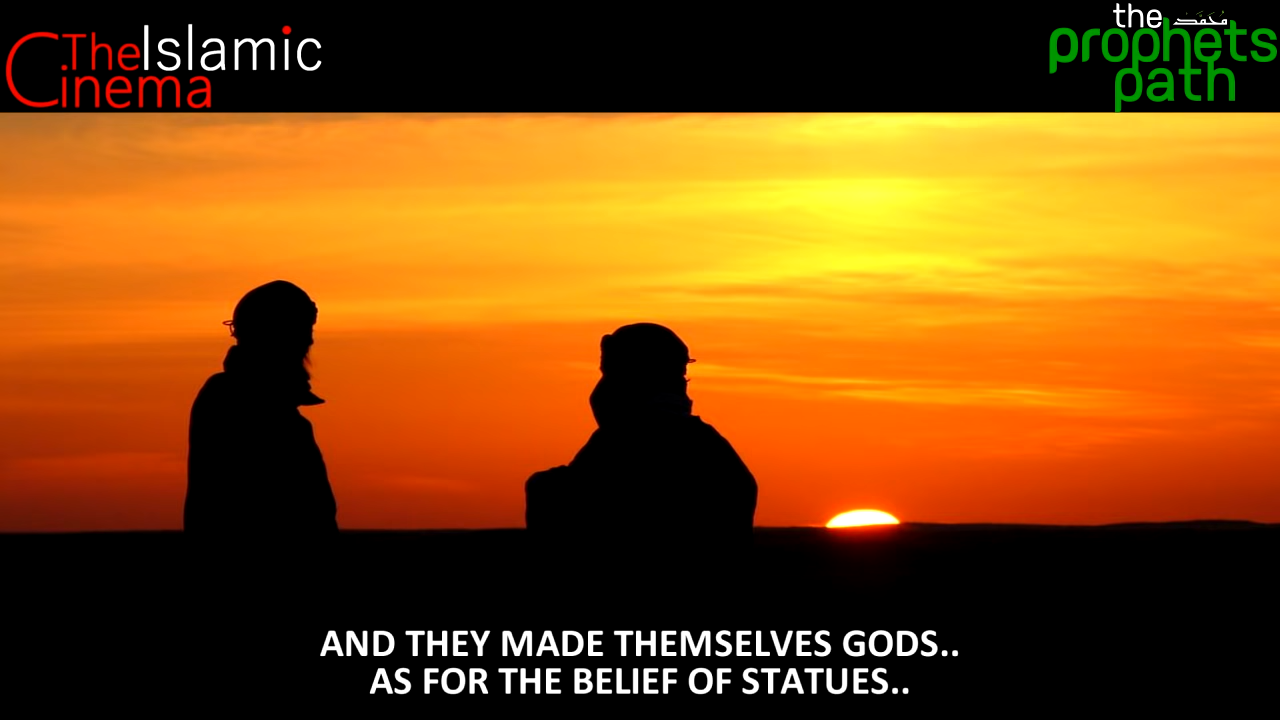 TheIslamic
Cinema
the محمد
prophets
path
AND THEY MADE THEMSELVES GODS..
AS FOR THE BELIEF OF STATUES..